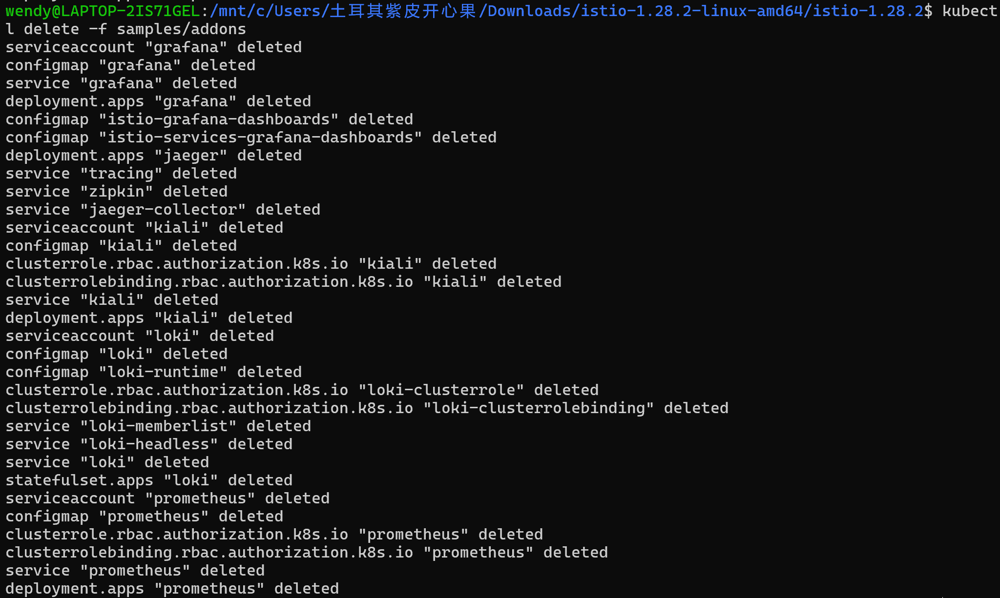 wendy@LAPTOP-2IS71GEL:/mnt/c/Users/土耳其紫皮开心果/Downloads/istio-1.28.2-linux-amd64/istio-1.28.2$ kubect
l delete -f samples/addons
serviceaccount "grafana" deleted
configmap "grafana" deleted
service "grafana" deleted
deployment.apps "grafana" deleted
configmap "istio-grafana-dashboards" deleted
configmap "istio-services-grafana-dashboards" deleted
deployment.apps "jaeger" deleted
service "tracing" deleted
service "zipkin" deleted
service "jaeger-collector" deleted
serviceaccount "kiali" deleted
configmap "kiali" deleted
clusterrole.rbac.authorization.k8s.io "kiali" deleted
clusterrolebinding.rbac.authorization.k8s.io "kiali" deleted
service "kiali" deleted
deployment.apps "kiali" deleted
serviceaccount "loki" deleted
configmap "loki" deleted
configmap "loki-runtime" deleted
clusterrole.rbac.authorization.k8s.io "loki-clusterrole" deleted
clusterrolebinding.rbac.authorization.k8s.io "loki-clusterrolebinding" deleted
service "loki-memberlist" deleted
service "loki-headless" deleted
service "loki" deleted
statefulset.apps "loki" deleted
serviceaccount "prometheus" deleted
configmap "prometheus" deleted
clusterrole.rbac.authorization.k8s.io "prometheus" deleted
clusterrolebinding.rbac.authorization.k8s.io "prometheus" deleted
service "prometheus" deleted
deployment.apps "prometheus" deleted